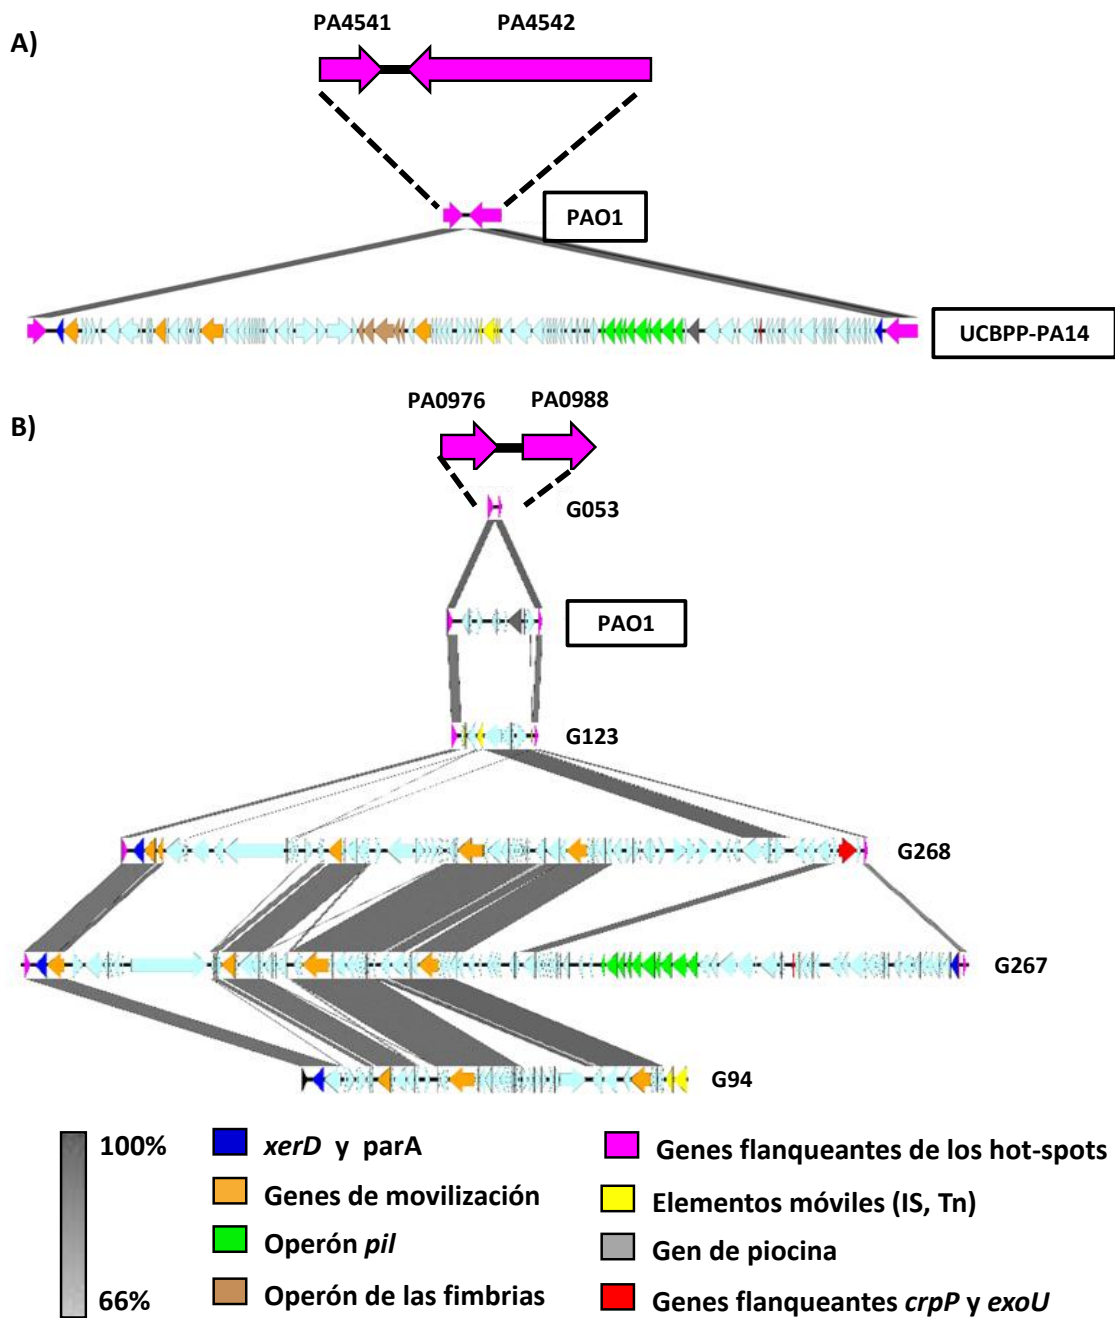 A)
PA4541 PA4542
PAO1
UCBPP-PA14
B)
PA0976 PA0988
G053
PAO1
G123
G268
G267
G94
100%
66%
xerD y parA
Genes de movilización
Operón pil
Operón de las fimbrias
Genes flanqueantes de los hot-spots
Elementos móviles (IS, Tn)
Gen de piocina
Genes flanqueantes crpP y exoU